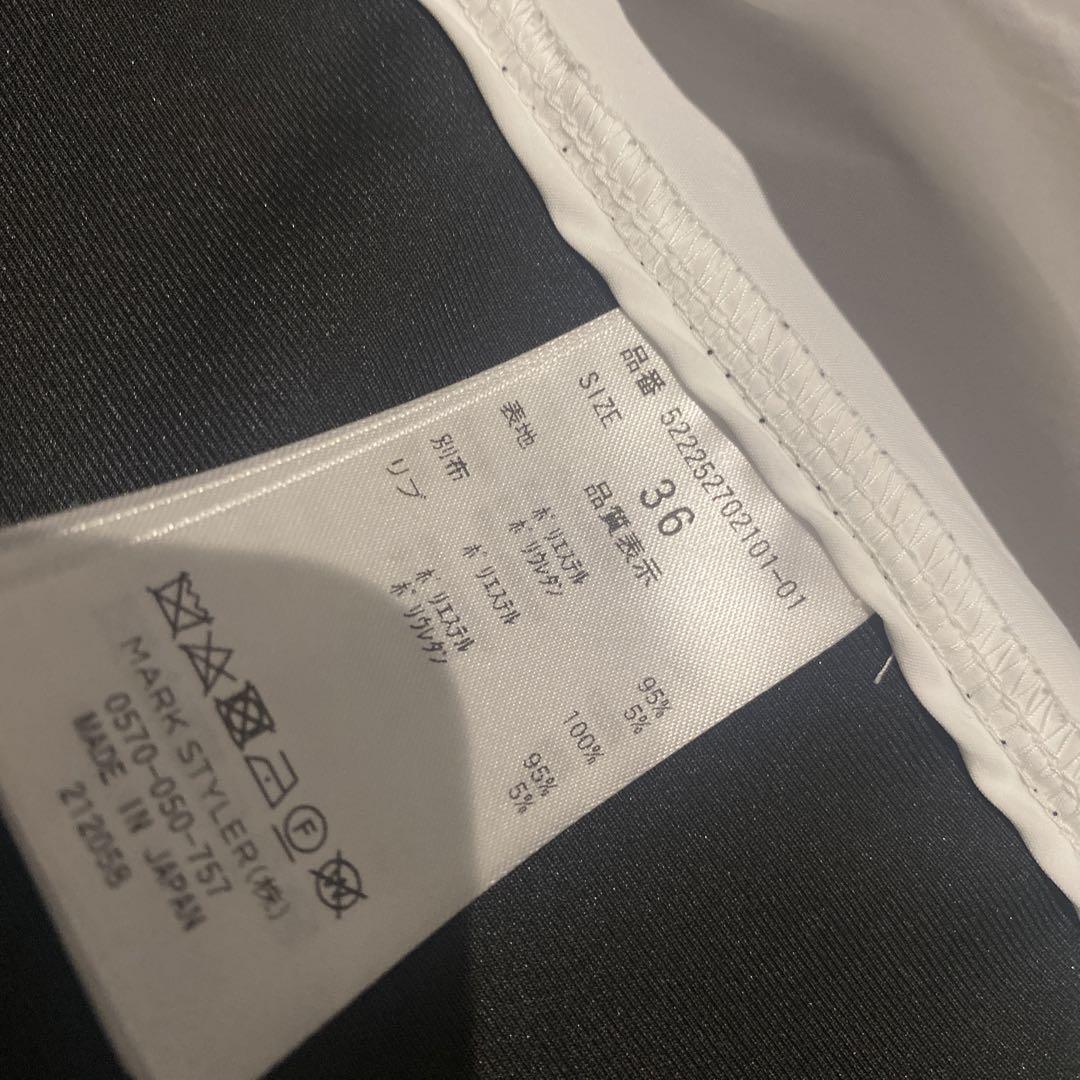 品番 522252702101-01
SIZE 36
品質表示
表地 ポリエステル 95%
ポリウレタン 5%
別布 ポリエステル 100%
リブ ポリエステル 95%
ポリウレタン 5%
F
W
MARK STYLER(株)
0570-050-757
MADE IN JAPAN
212058